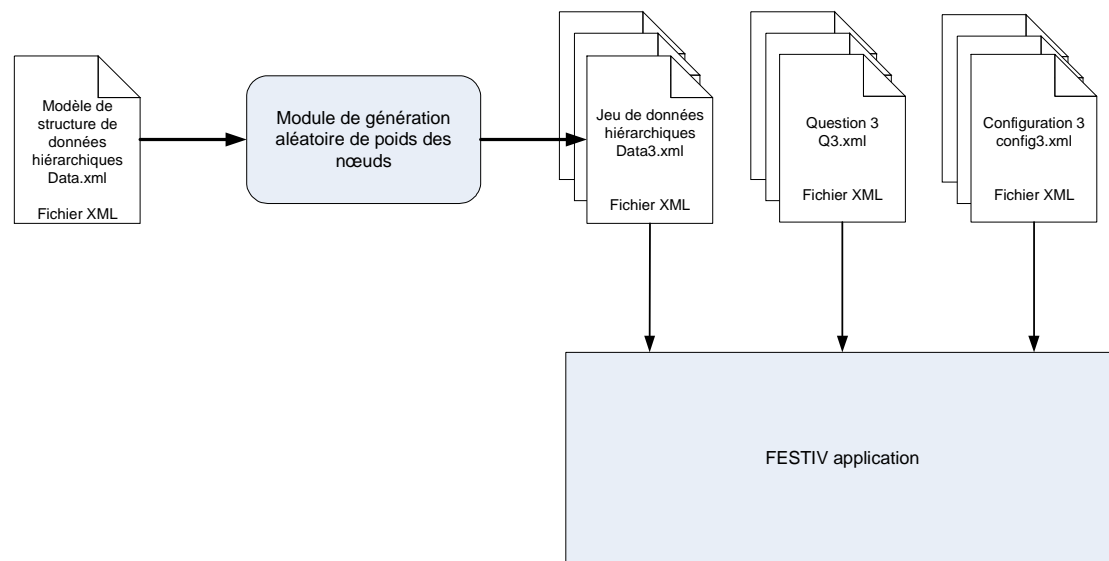 Modèle de
structure de
données
hiérarchiques
Data.xml
Fichier XML
Module de génération
aléatoire de poids des
nœuds
Jeu de données
hiérarchiques
Data3.xml
Fichier XML
Question 3
Q3.xml
Fichier XML
Configuration 3
config3.xml
Fichier XML
FESTIV application